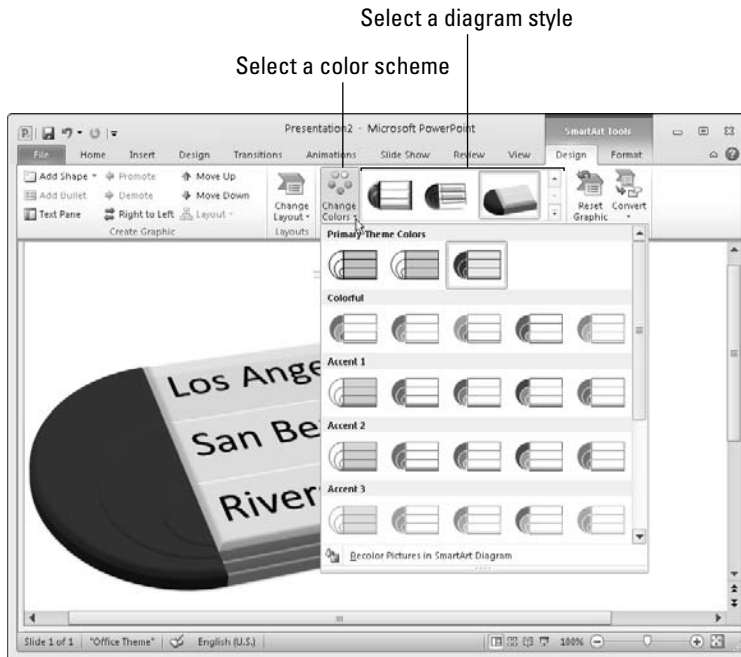 Select a diagram style
Select a color scheme
Presentation2 - Microsoft PowerPoint
SmartArt Tools
File Home Insert Design Transitions Animations Slide Show Review View Design Format
Add Shape Promote Move Up
Add Bullet Demote Move Down
Text Pane Right to Left Layout
Create Graphic
Change Layout
Layouts
Change Colors
Reset Graphic
Convert
Primary Theme Colors
Colorful
Accent 1
Accent 2
Accent 3
Recolor Pictures in SmartArt Diagram
Los Ange
San Be
River
Slide 1 of 1 "Office Theme" English (U.S.) 100%